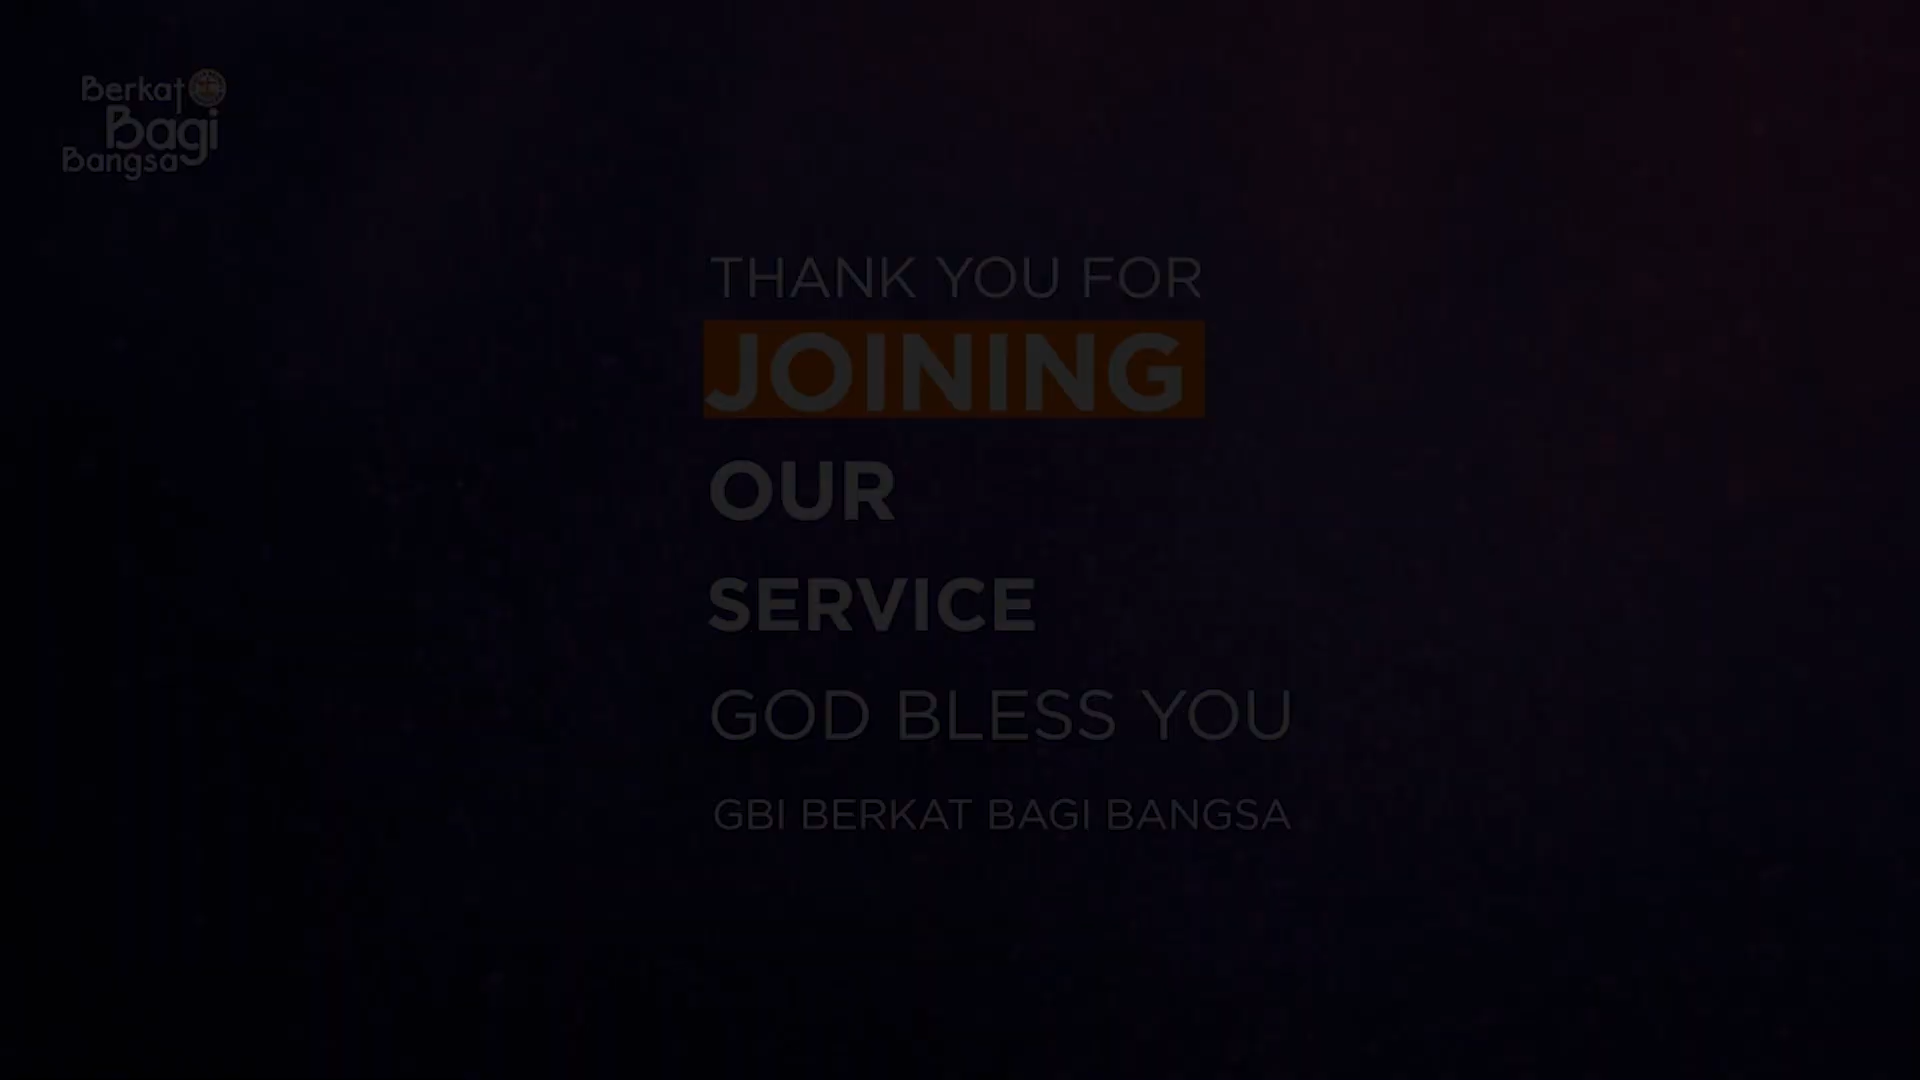 Berkat
Bagi
Bangsa
THANK YOU FOR
JOINING
OUR
SERVICE
GOD BLESS YOU
GBI BERKAT BAGI BANGSA